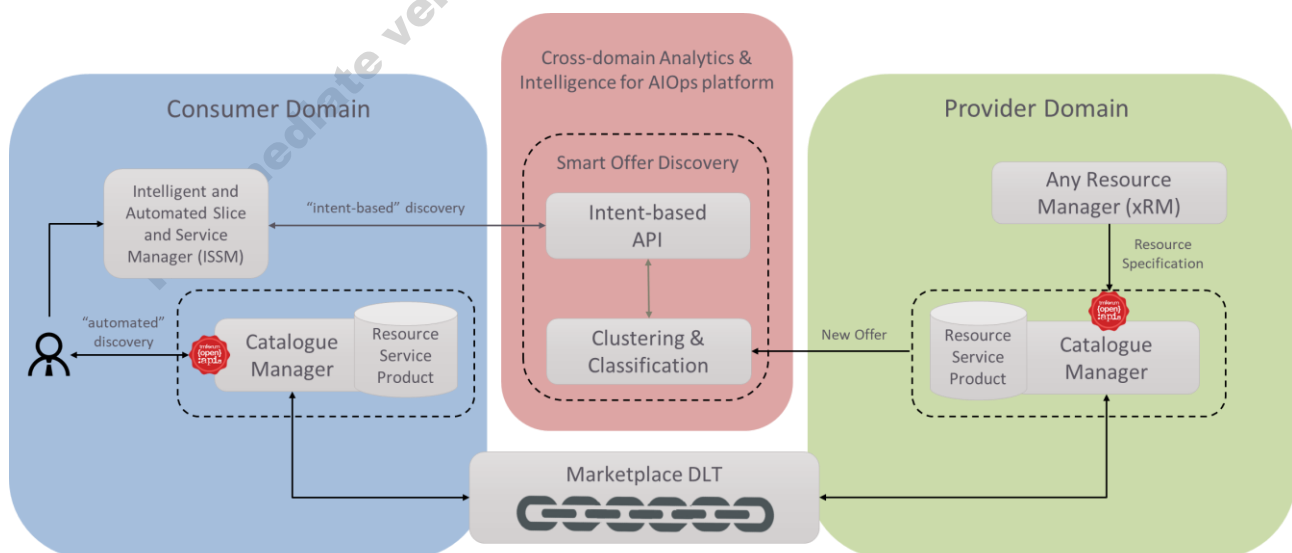 Cross-domain Analytics &
Intelligence for AIOps platform
Consumer Domain
Provider Domain
Smart Offer Discovery
Intelligent and
Automated Slice
and Service
Manager (ISSM)
"intent-based" discovery
Intent-based
API
Any Resource
Manager (xRM)
Resource
Specification
"automated"
discovery
{open}
Catalogue
Manager
Resource
Service
Product
Clustering &
Classification
New Offer
Resource
Service
Product
{open}
Catalogue
Manager
Marketplace DLT